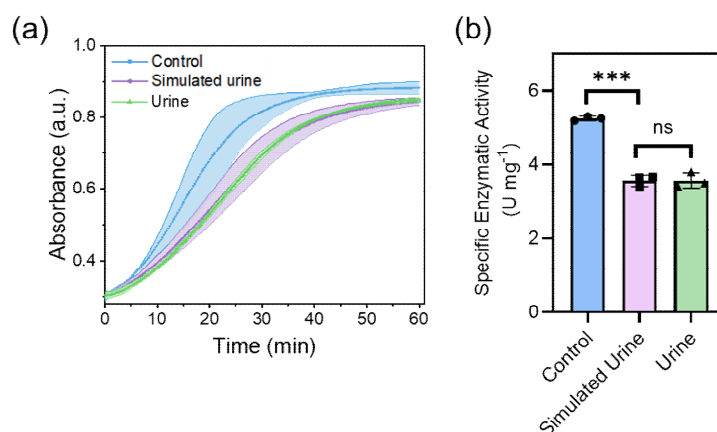 (a)
1.0
0.8
0.6
0.4
Absorbance (a.u.)
Control
Simulated urine
Urine
0 10 20 30 40 50 60
Time (min)
(b)
6
4
2
0
Specific Enzymatic Activity
(U mg⁻¹)
***
ns
Control
Simulated Urine
Urine